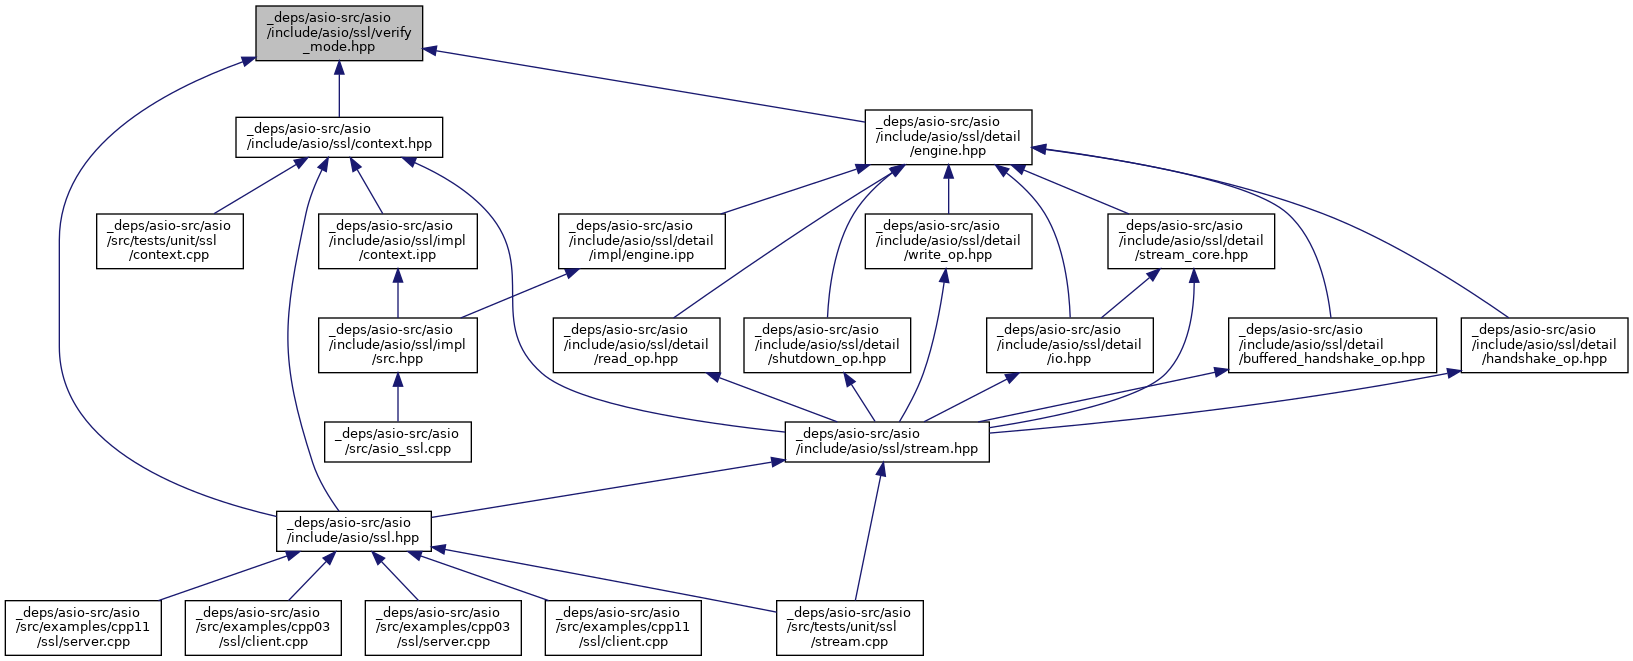 _deps/asio-src/asio
/include/asio/ssl/verify
_mode.hpp
_deps/asio-src/asio
/include/asio/ssl/context.hpp
_deps/asio-src/asio
/include/asio/ssl/detail
/engine.hpp
_deps/asio-src/asio
/src/tests/unit/ssl
/context.cpp
_deps/asio-src/asio
/include/asio/ssl/impl
/context.ipp
_deps/asio-src/asio
/include/asio/ssl/detail
/impl/engine.ipp
_deps/asio-src/asio
/include/asio/ssl/detail
/write_op.hpp
_deps/asio-src/asio
/include/asio/ssl/detail
/stream_core.hpp
_deps/asio-src/asio
/include/asio/ssl/impl
/src.hpp
_deps/asio-src/asio
/include/asio/ssl/detail
/read_op.hpp
_deps/asio-src/asio
/include/asio/ssl/detail
/shutdown_op.hpp
_deps/asio-src/asio
/include/asio/ssl/detail
/io.hpp
_deps/asio-src/asio
/include/asio/ssl/detail
/buffered_handshake_op.hpp
_deps/asio-src/asio
/include/asio/ssl/detail
/handshake_op.hpp
_deps/asio-src/asio
/src/asio_ssl.cpp
_deps/asio-src/asio
/include/asio/ssl/stream.hpp
_deps/asio-src/asio
/include/asio/ssl.hpp
_deps/asio-src/asio
/src/examples/cpp11
/ssl/server.cpp
_deps/asio-src/asio
/src/examples/cpp03
/ssl/client.cpp
_deps/asio-src/asio
/src/examples/cpp03
/ssl/server.cpp
_deps/asio-src/asio
/src/examples/cpp11
/ssl/client.cpp
_deps/asio-src/asio
/src/tests/unit/ssl
/stream.cpp